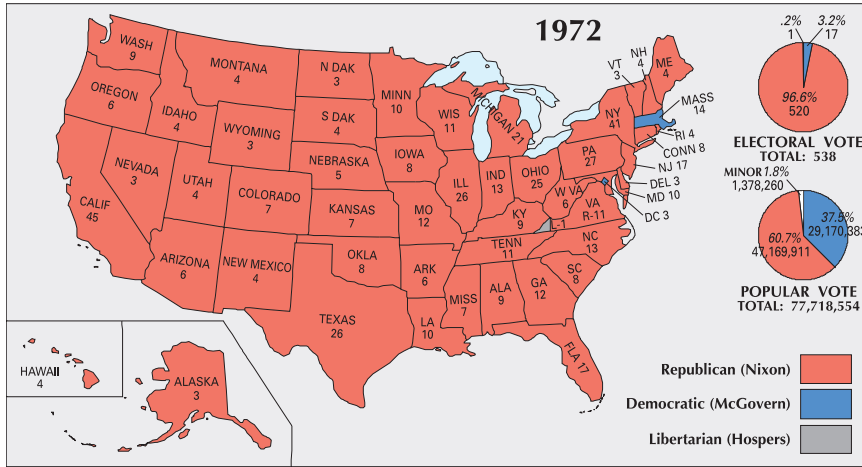 1972
WASH
9
OREGON
6
CALIF
45
NEVADA
3
IDAHO
4
MONTANA
4
WYOMING
3
UTAH
4
COLORADO
7
ARIZONA
6
NEW MEXICO
4
N DAK
3
S DAK
4
NEBRASKA
5
KANSAS
7
OKLA
8
TEXAS
26
MINN
10
IOWA
8
MO
12
ARK
6
LA
10
WIS
11
ILL
26
MICHIGAN 21
IND
13
OHIO
25
KY
9
TENN
11
MISS
7
ALA
9
GA
12
FLA 17
SC
8
NC
13
VA
R-11
L-1
W VA
6
PA
27
NY
41
VT
3
NH
4
ME
4
MASS
14
RI 4
CONN 8
NJ 17
DEL 3
MD 10
DC 3
HAWAII
4
ALASKA
3
.2%
1
3.2%
17
96.6%
520
ELECTORAL VOTE
TOTAL: 538
MINOR 1.8%
1,378,260
37.5%
29,170,383
60.7%
47,169,911
POPULAR VOTE
TOTAL: 77,718,554
Republican (Nixon)
Democratic (McGovern)
Libertarian (Hospers)